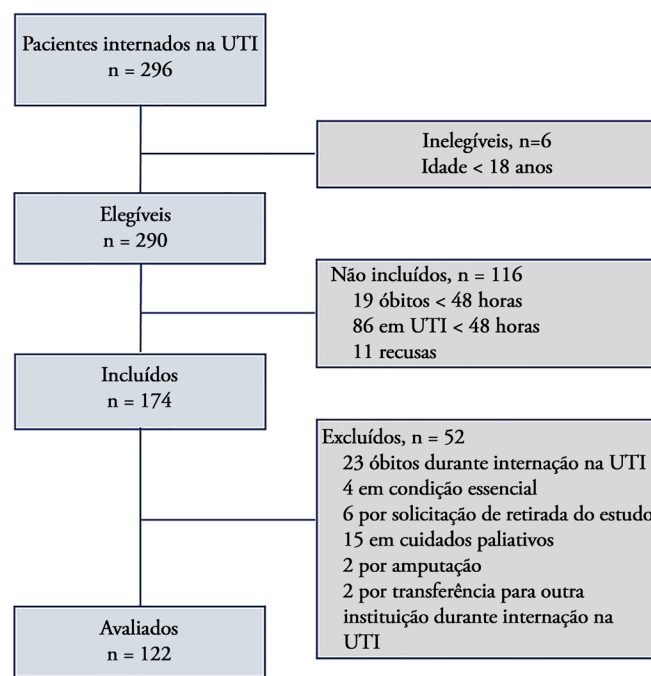 Pacientes internados na UTI
n = 296
Inelegíveis, n=6
Idade < 18 anos
Elegíveis
n = 290
Não incluídos, n = 116
19 óbitos < 48 horas
86 em UTI < 48 horas
11 recusas
Incluídos
n = 174
Excluídos, n = 52
23 óbitos durante internação na UTI
4 em condição essencial
6 por solicitação de retirada do estudo
15 em cuidados paliativos
2 por amputação
2 por transferência para outra
instituição durante internação na
UTI
Avaliados
n = 122